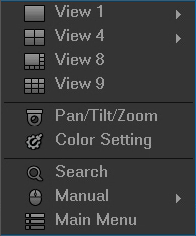 View 1
View 4
View 8
View 9
Pan/Tilt/Zoom
Color Setting
Search
Manual
Main Menu